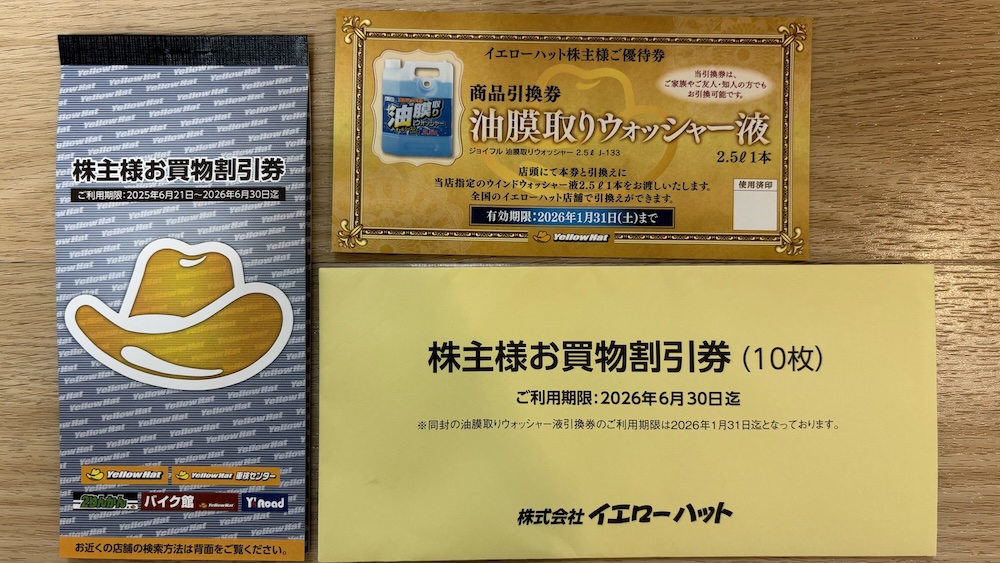 株主様お買物割引券
ご利用期限：2025年6月21日～2026年6月30日迄
YellowHat
YellowHat 車検センター
2りんかん
バイク館 YellowHat
Y'Road
お近くの店舗の検索方法は背面をご覧ください。
イエローハット株主様ご優待券
商品引換券
当引換券は、
ご家族やご友人・知人の方でも
お引換可能です。
油膜取りウォッシャー液
ジョイフル 油膜取りウォッシャー 2.5ℓ J-133
2.5ℓ1本
店頭にて本券と引換えに
当店指定のウインドウォッシャー液2.5ℓ1本をお渡しいたします。
全国のイエローハット店舗で引換えができます。
有効期限：2026年1月31日(土)まで
使用済印
YellowHat
株主様お買物割引券（10枚）
ご利用期限：2026年6月30日迄
※同封の油膜取りウォッシャー液引換券のご利用期限は2026年1月31日迄となっております。
株式会社 イエローハット